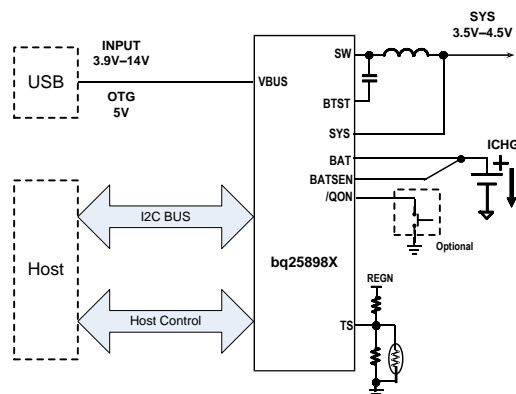 SYS
3.5V–4.5V
INPUT
3.9V–14V
USB
OTG
5V
VBUS
SW
BTST
SYS
BAT
BATSEN
/QON
ICHG
+
Optional
I2C BUS
Host
bq25898X
Host Control
REGN
TS